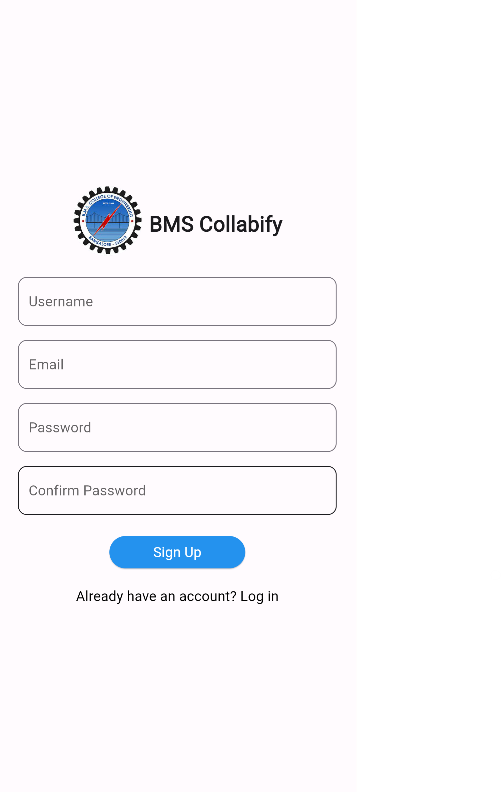 BMS Collabify
Username
Email
Password
Confirm Password
Sign Up
Already have an account? Log in